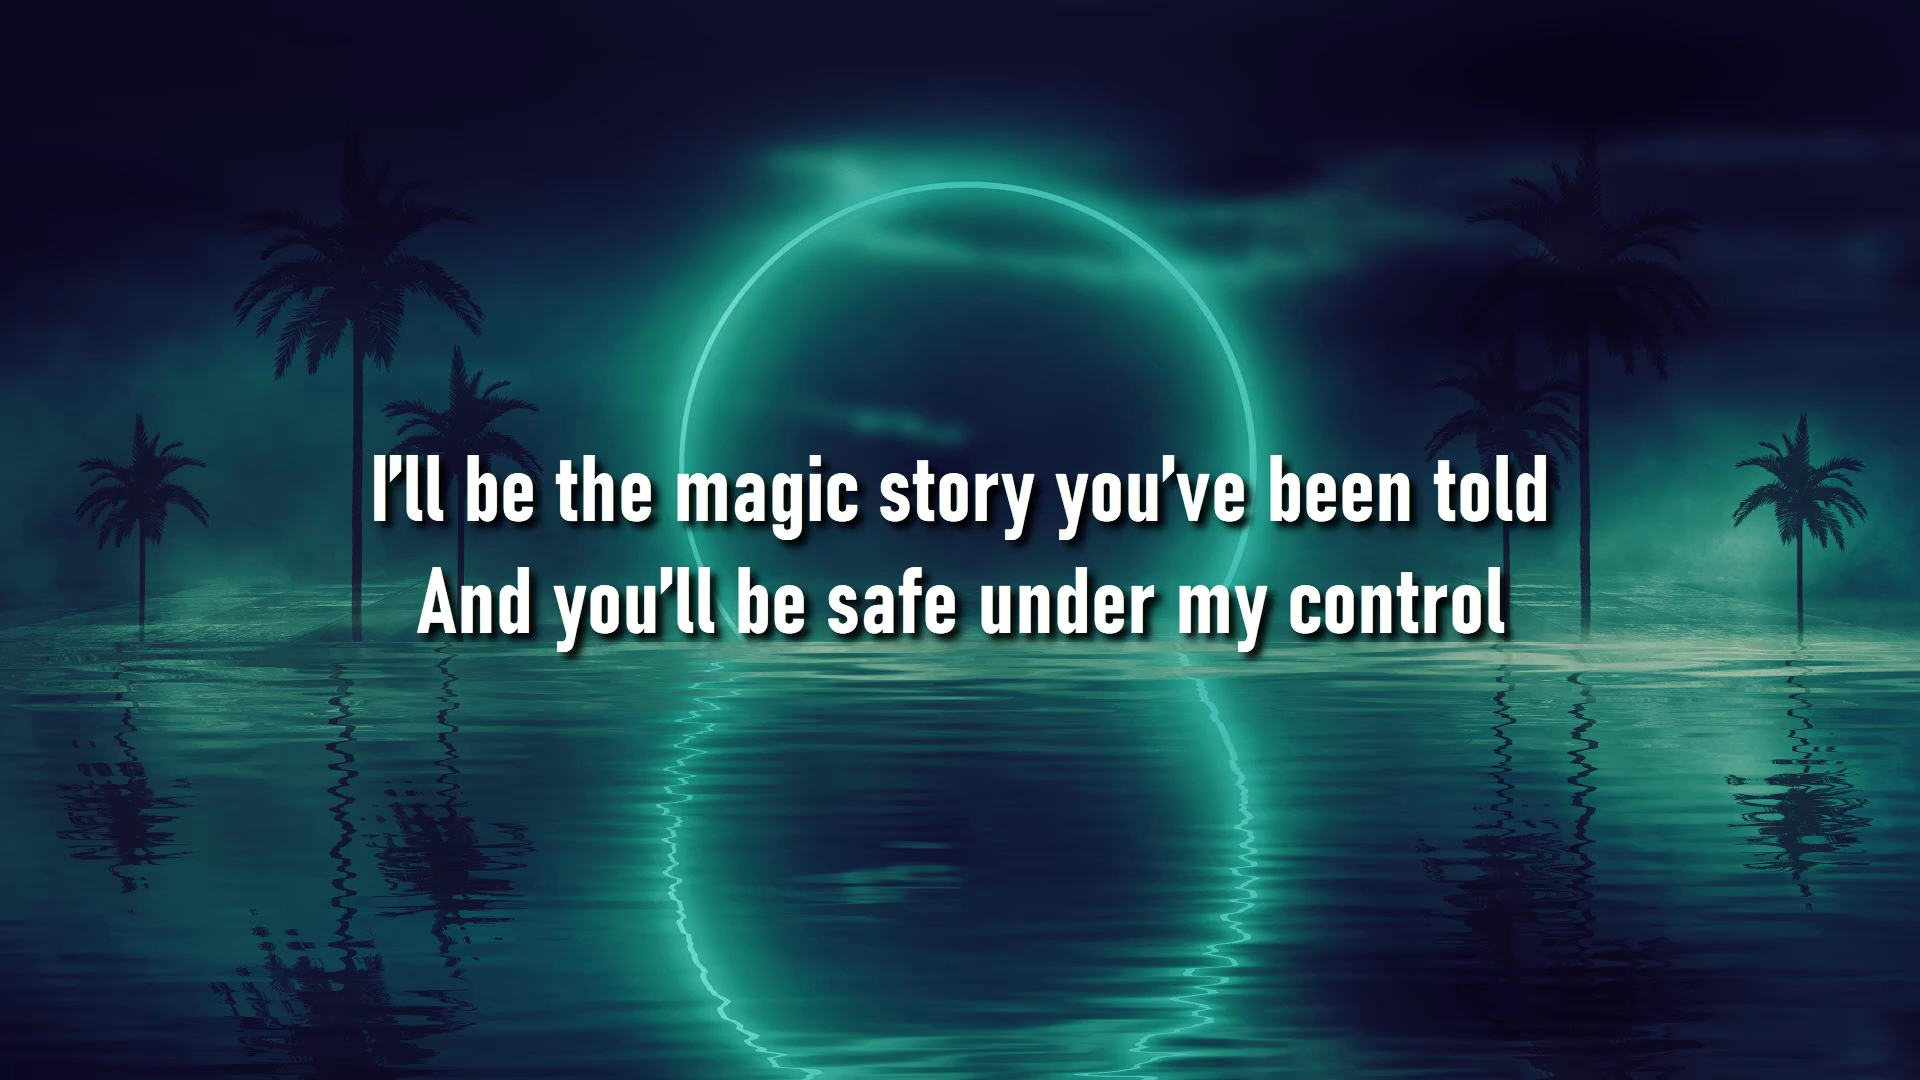 I’ll be the magic story you’ve been told
And you’ll be safe under my control